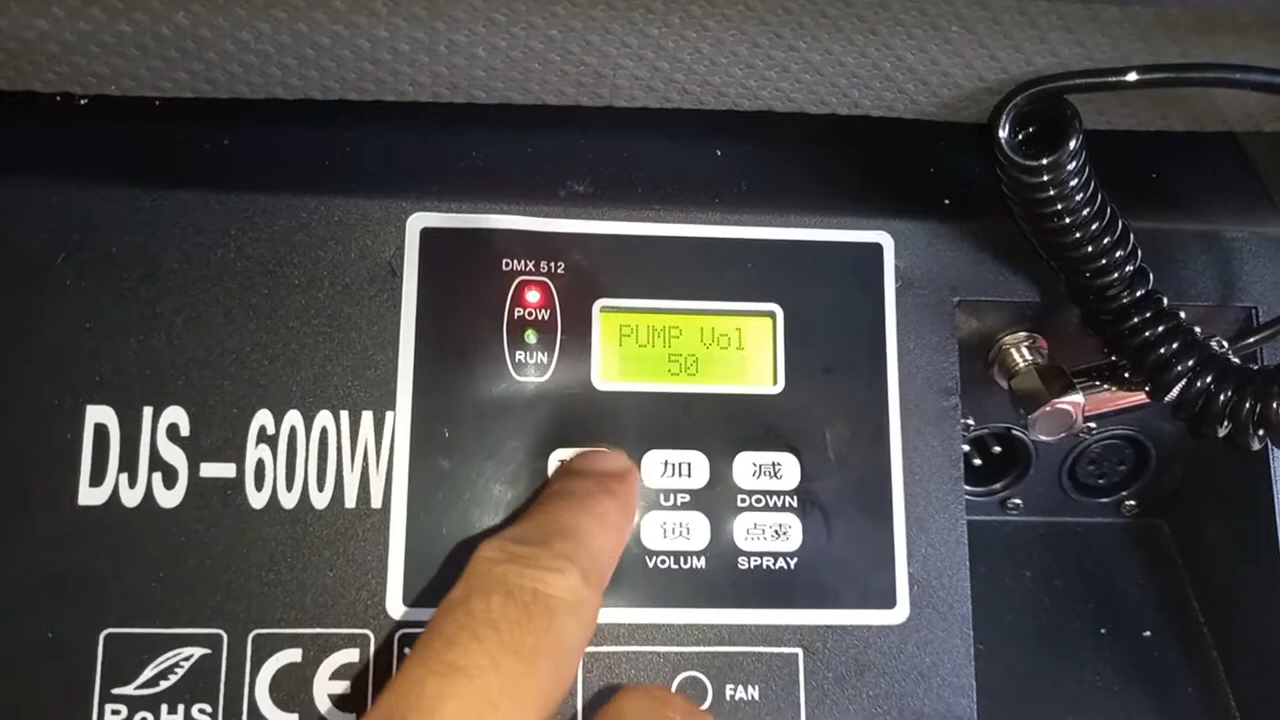 DMX 512
POW
RUN
PUMP Vol
50
DJS-600W
加
减
UP
DOWN
锁
点雾
VOLUM
SPRAY
RoHS
CE
FAN